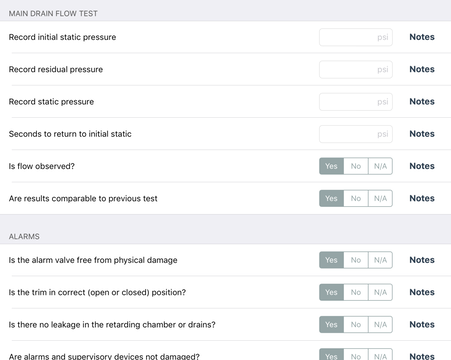 MAIN DRAIN FLOW TEST
Record initial static pressure psi Notes
Record residual pressure psi Notes
Record static pressure psi Notes
Seconds to return to initial static psi Notes
Is flow observed? Yes No N/A Notes
Are results comparable to previous test Yes No N/A Notes
ALARMS
Is the alarm valve free from physical damage Yes No N/A Notes
Is the trim in correct (open or closed) position? Yes No N/A Notes
Is there no leakage in the retarding chamber or drains? Yes No N/A Notes
Are alarms and supervisory devices not damaged? Yes No N/A Notes